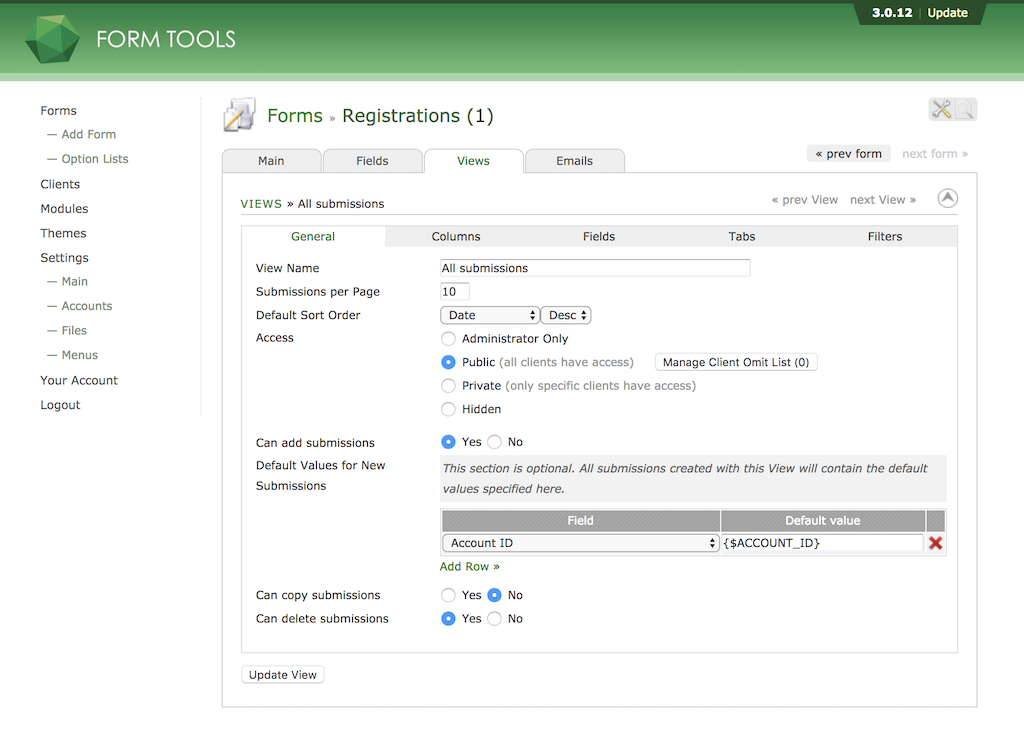 3.0.12 | Update
FORM TOOLS
Forms
— Add Form
— Option Lists
Clients
Modules
Themes
Settings
— Main
— Accounts
— Files
— Menus
Your Account
Logout
Forms » Registrations (1)
Main Fields Views Emails
« prev form next form »
VIEWS » All submissions
« prev View next View »
General Columns Fields Tabs Filters
View Name All submissions
Submissions per Page 10
Default Sort Order Date Desc
Access Administrator Only
Public (all clients have access) Manage Client Omit List (0)
Private (only specific clients have access)
Hidden
Can add submissions Yes No
Default Values for New
Submissions
This section is optional. All submissions created with this View will contain the default
values specified here.
Field Default value
Account ID {$ACCOUNT_ID}
Add Row »
Can copy submissions Yes No
Can delete submissions Yes No
Update View